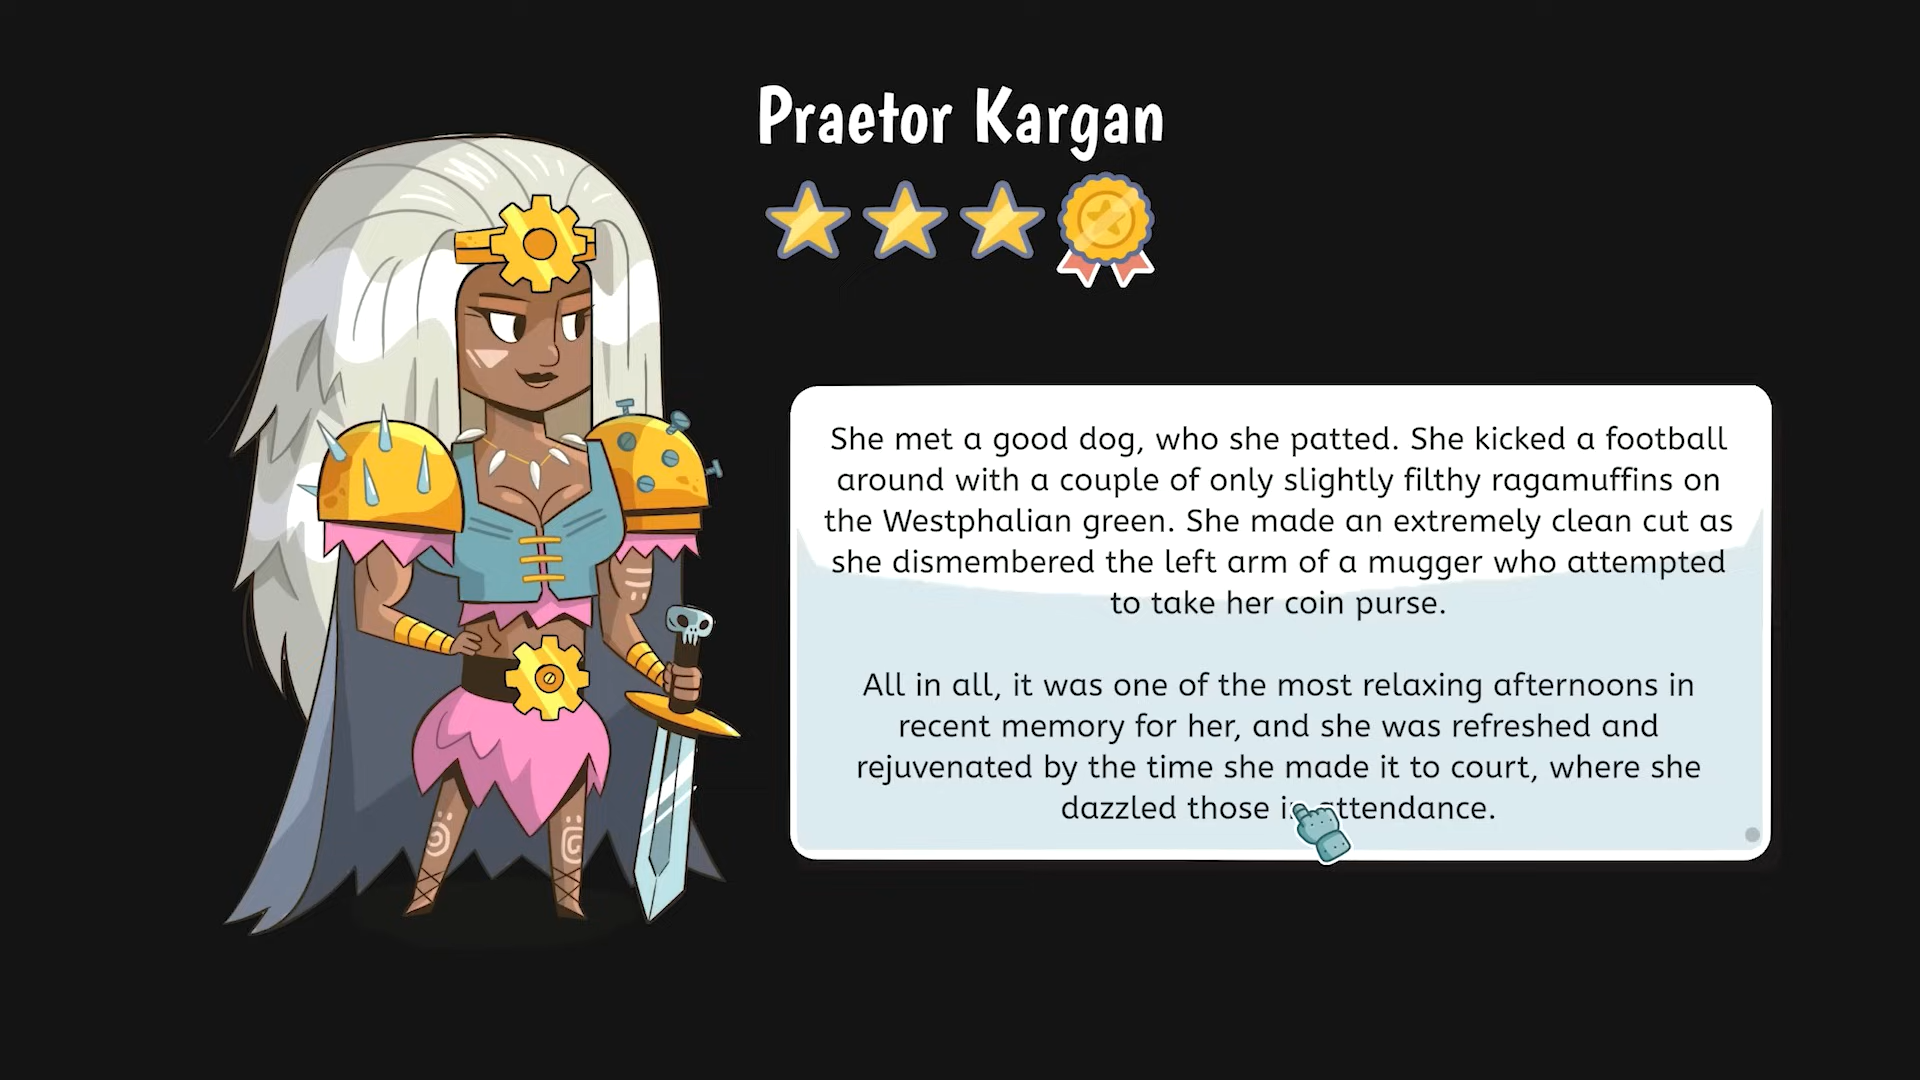 Praetor Kargan
She met a good dog, who she patted. She kicked a football
around with a couple of only slightly filthy ragamuffins on
the Westphalian green. She made an extremely clean cut as
she dismembered the left arm of a mugger who attempted
to take her coin purse.
All in all, it was one of the most relaxing afternoons in
recent memory for her, and she was refreshed and
rejuvenated by the time she made it to court, where she
dazzled those in attendance.